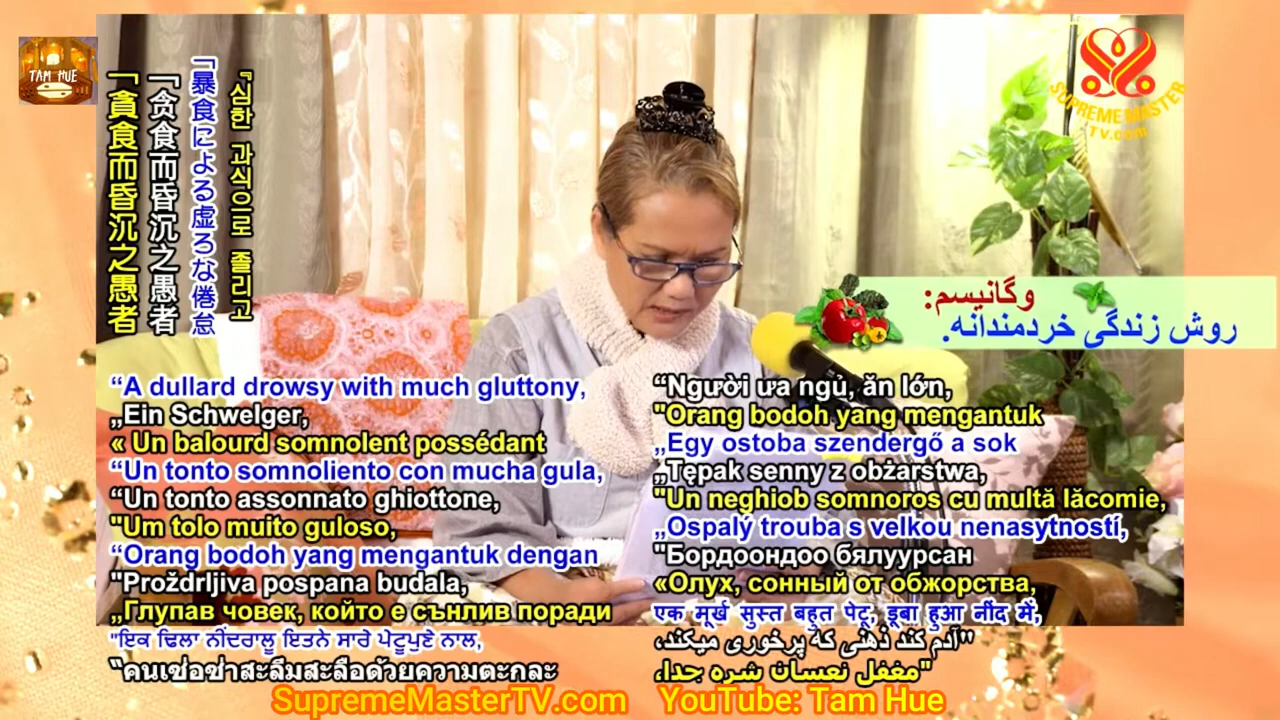 TAM HUE
「貪食而昏沉之愚者
「贪食而昏沉之愚者
「暴食による虚ろな倦怠
『심한 과식으로 졸리고
SUPREME MASTER
TV.com
وگانیسم:
روش زندگی خردمندانه.
“A dullard drowsy with much gluttony,
„Ein Schwelger,
« Un balourd somnolent possédant
“Un tonto somnoliento con mucha gula,
“Un tonto assonnato ghiottone,
"Um tolo muito guloso,
“Orang bodoh yang mengantuk dengan
"Proždrljiva pospana budala,
„Глупав човек, който е сънлив поради
"ਇਕ ਢਿਲਾ ਨੀਂਦਰਾਲੂ ਇਤਨੇ ਸਾਰੇ ਪੇਟੂਪੁਣੇ ਨਾਲ,
“คนเซ่อซ่าสะลึมสะลือด้วยความตะกละ
“Người ưa ngủ, ăn lớn,
"Orang bodoh yang mengantuk
„Egy ostoba szendergő a sok
„Tępak senny z obżarstwa,
"Un neghiob somnoros cu multă lăcomie,
„Ospalý trouba s velkou nenasytností,
"Бордоондоо бялуурсан
«Олух, сонный от обжорства,
एक मूर्ख सुस्त बहुत पेटू, डूबा हुआ नींद में,
"آدم کند ذهنی که پرخوری میکند،
"مغفل نعسان شره جدا،
SupremeMasterTV.com
YouTube: Tam Hue